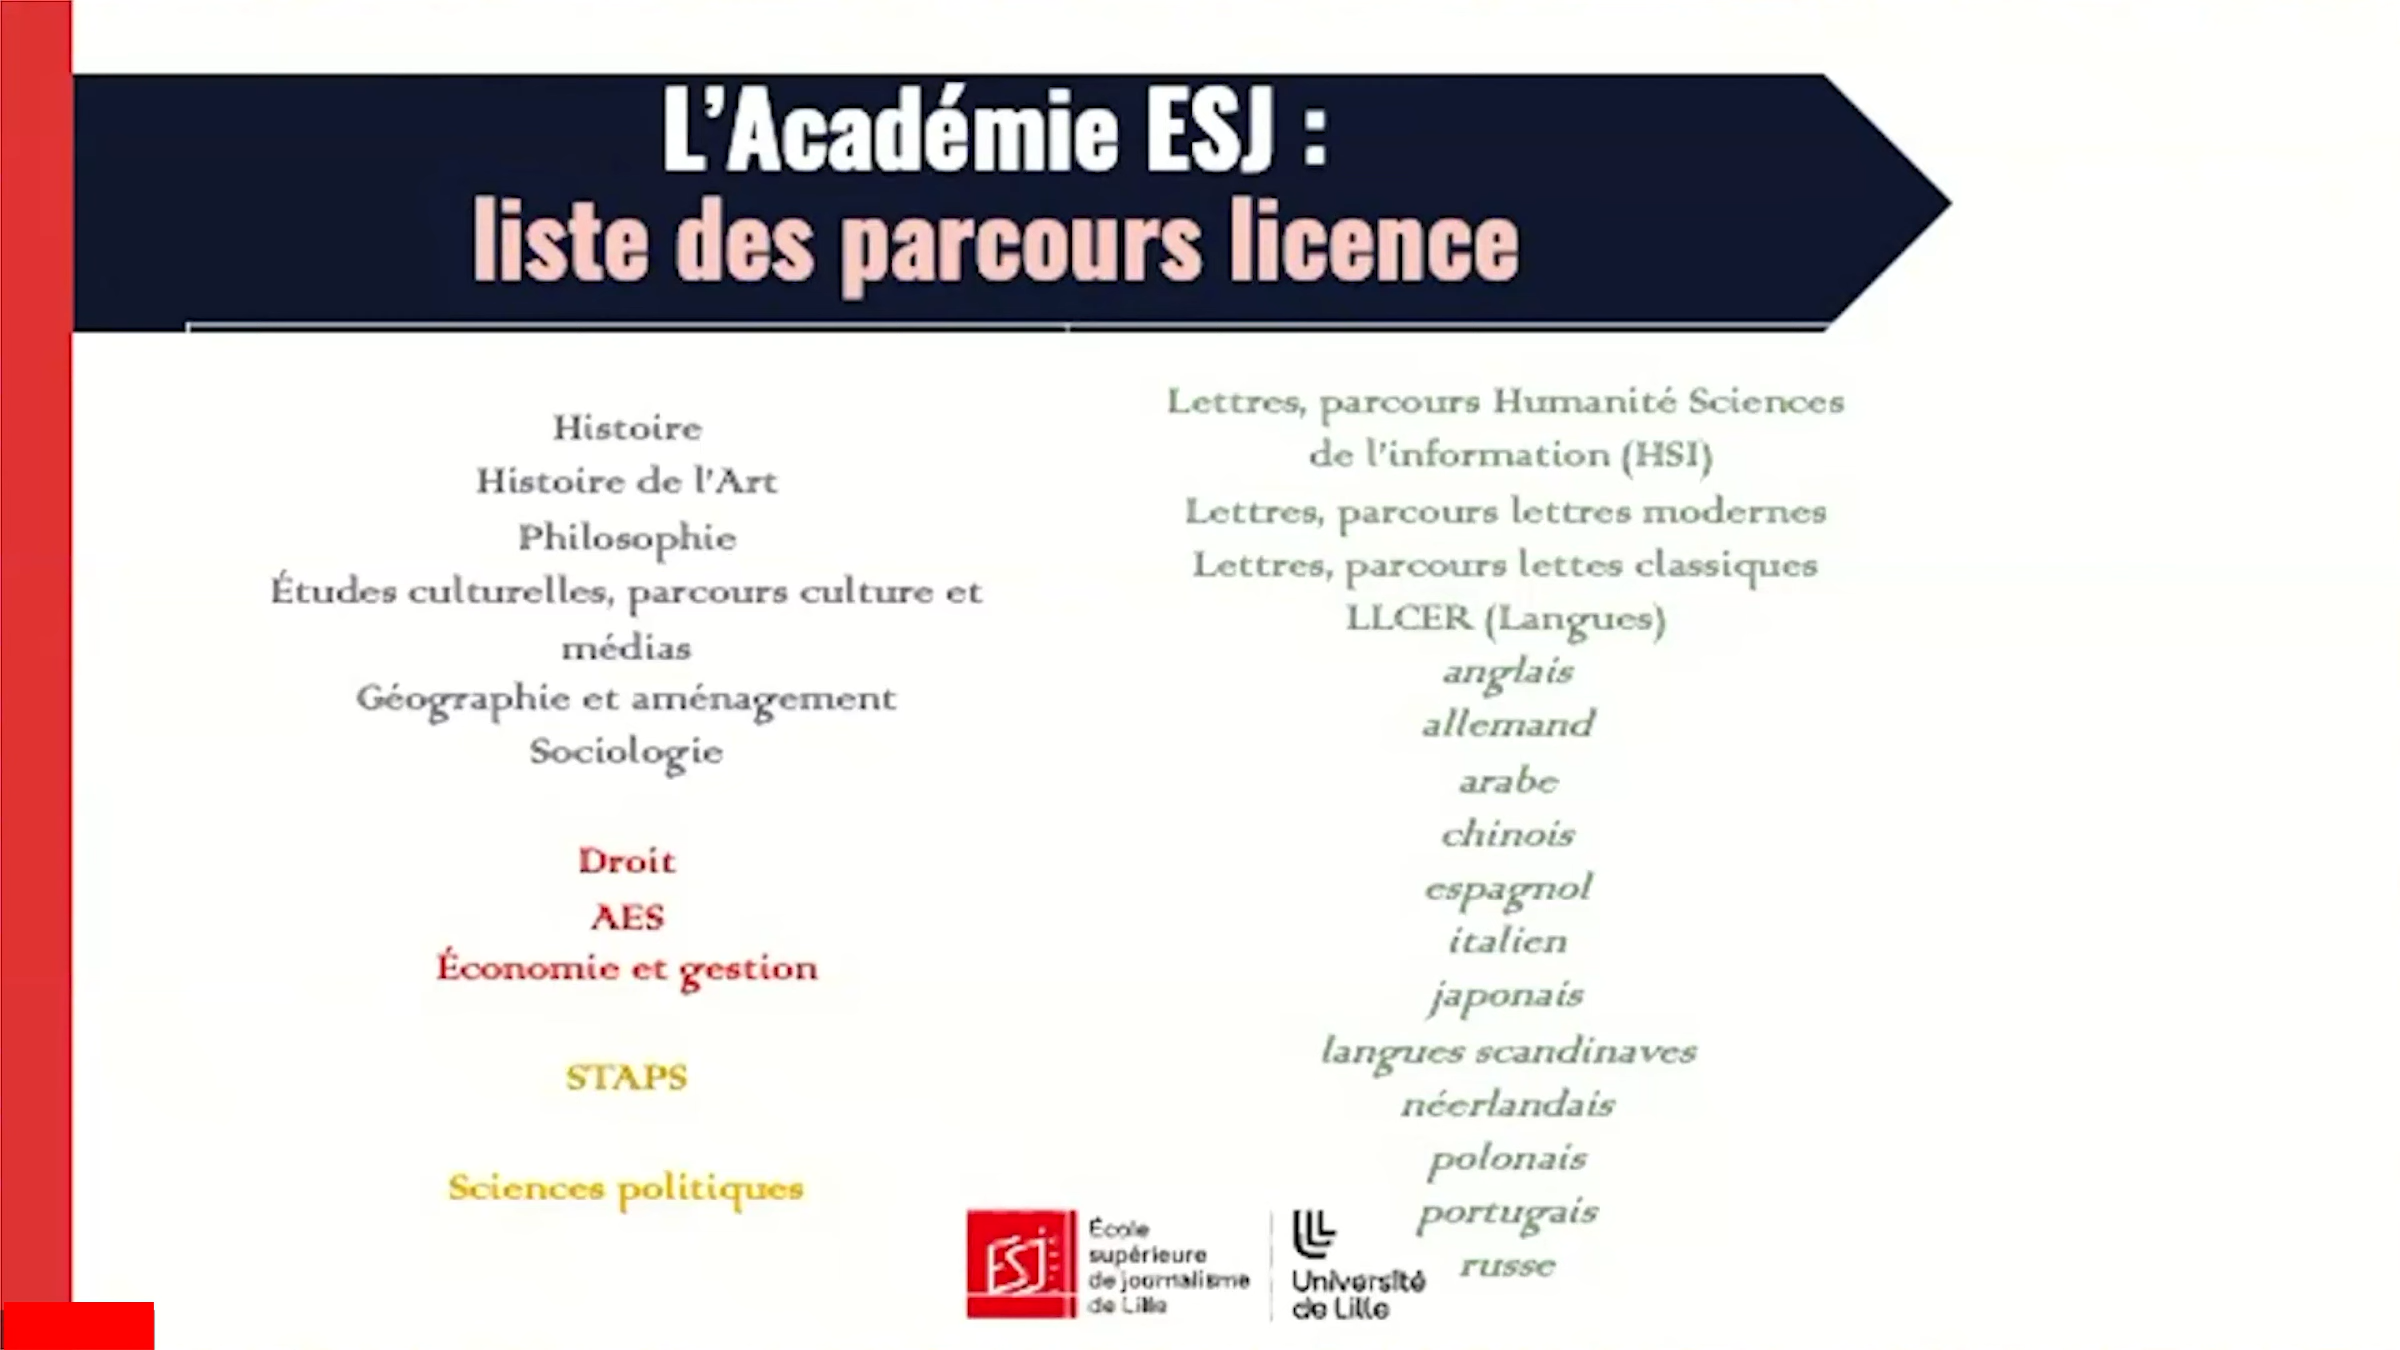 L'Académie ESJ :
liste des parcours licence
Histoire
Histoire de l'Art
Philosophie
Études culturelles, parcours culture et
médias
Géographie et aménagement
Sociologie
Droit
AES
Économie et gestion
STAPS
Sciences politiques
Lettres, parcours Humanité Sciences
de l'information (HSI)
Lettres, parcours lettres modernes
Lettres, parcours lettes classiques
LLCER (Langues)
anglais
allemand
arabe
chinois
espagnol
italien
japonais
langues scandinaves
néerlandais
polonais
portugais
russe
ESJ
École
supérieure
de journalisme
de Lille
Université
de Lille